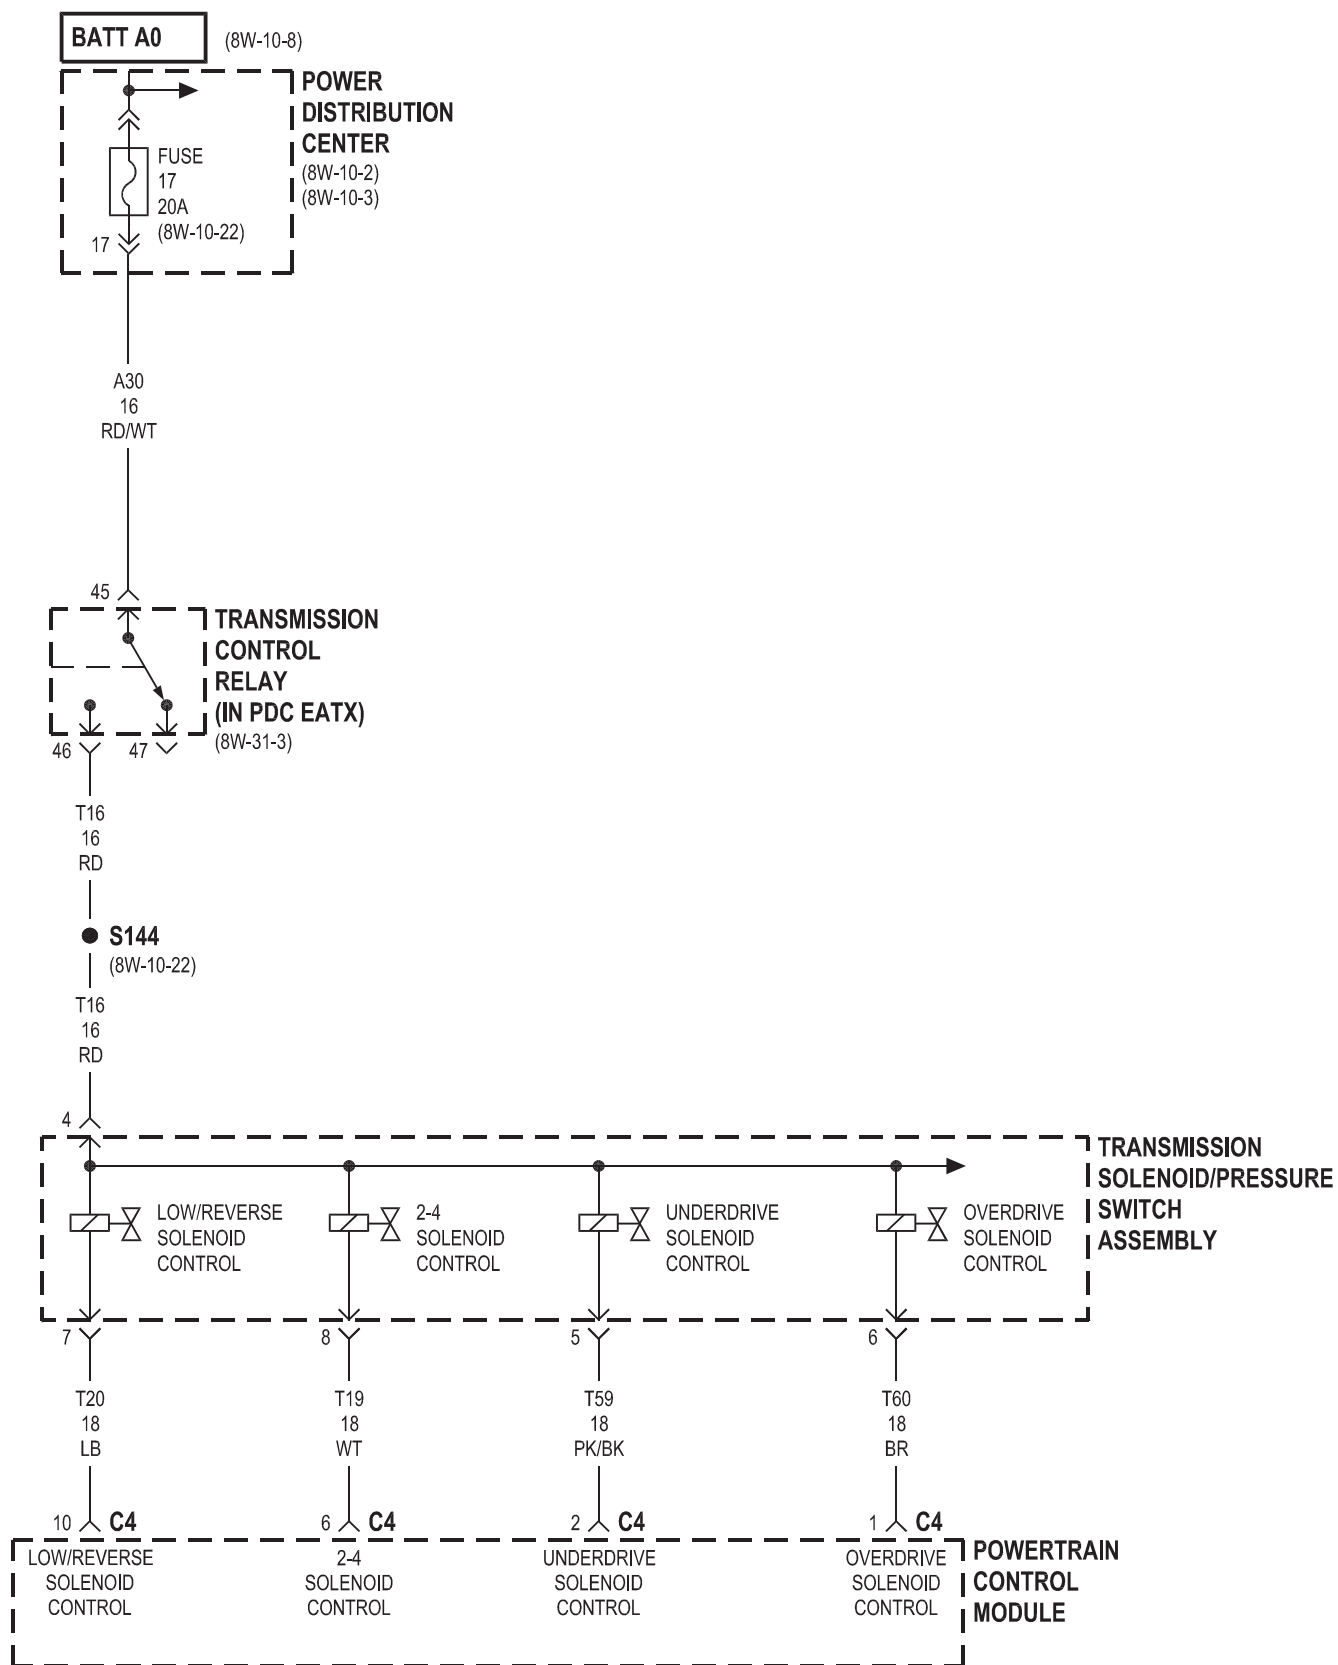 BATT A0 (8W-10-8)
POWER
DISTRIBUTION
CENTER
(8W-10-2)
(8W-10-3)
FUSE
17
20A
(8W-10-22)
17
A30
16
RD/WT
45
TRANSMISSION
CONTROL
RELAY
(IN PDC EATX)
(8W-31-3)
46 47
T16
16
RD
S144
(8W-10-22)
T16
16
RD
4
TRANSMISSION
SOLENOID/PRESSURE
SWITCH
ASSEMBLY
LOW/REVERSE
SOLENOID
CONTROL
2-4
SOLENOID
CONTROL
UNDERDRIVE
SOLENOID
CONTROL
OVERDRIVE
SOLENOID
CONTROL
7 8 5 6
T20
18
LB
T19
18
WT
T59
18
PK/BK
T60
18
BR
10 C4 6 C4 2 C4 1 C4
LOW/REVERSE
SOLENOID
CONTROL
2-4
SOLENOID
CONTROL
UNDERDRIVE
SOLENOID
CONTROL
OVERDRIVE
SOLENOID
CONTROL
POWERTRAIN
CONTROL
MODULE